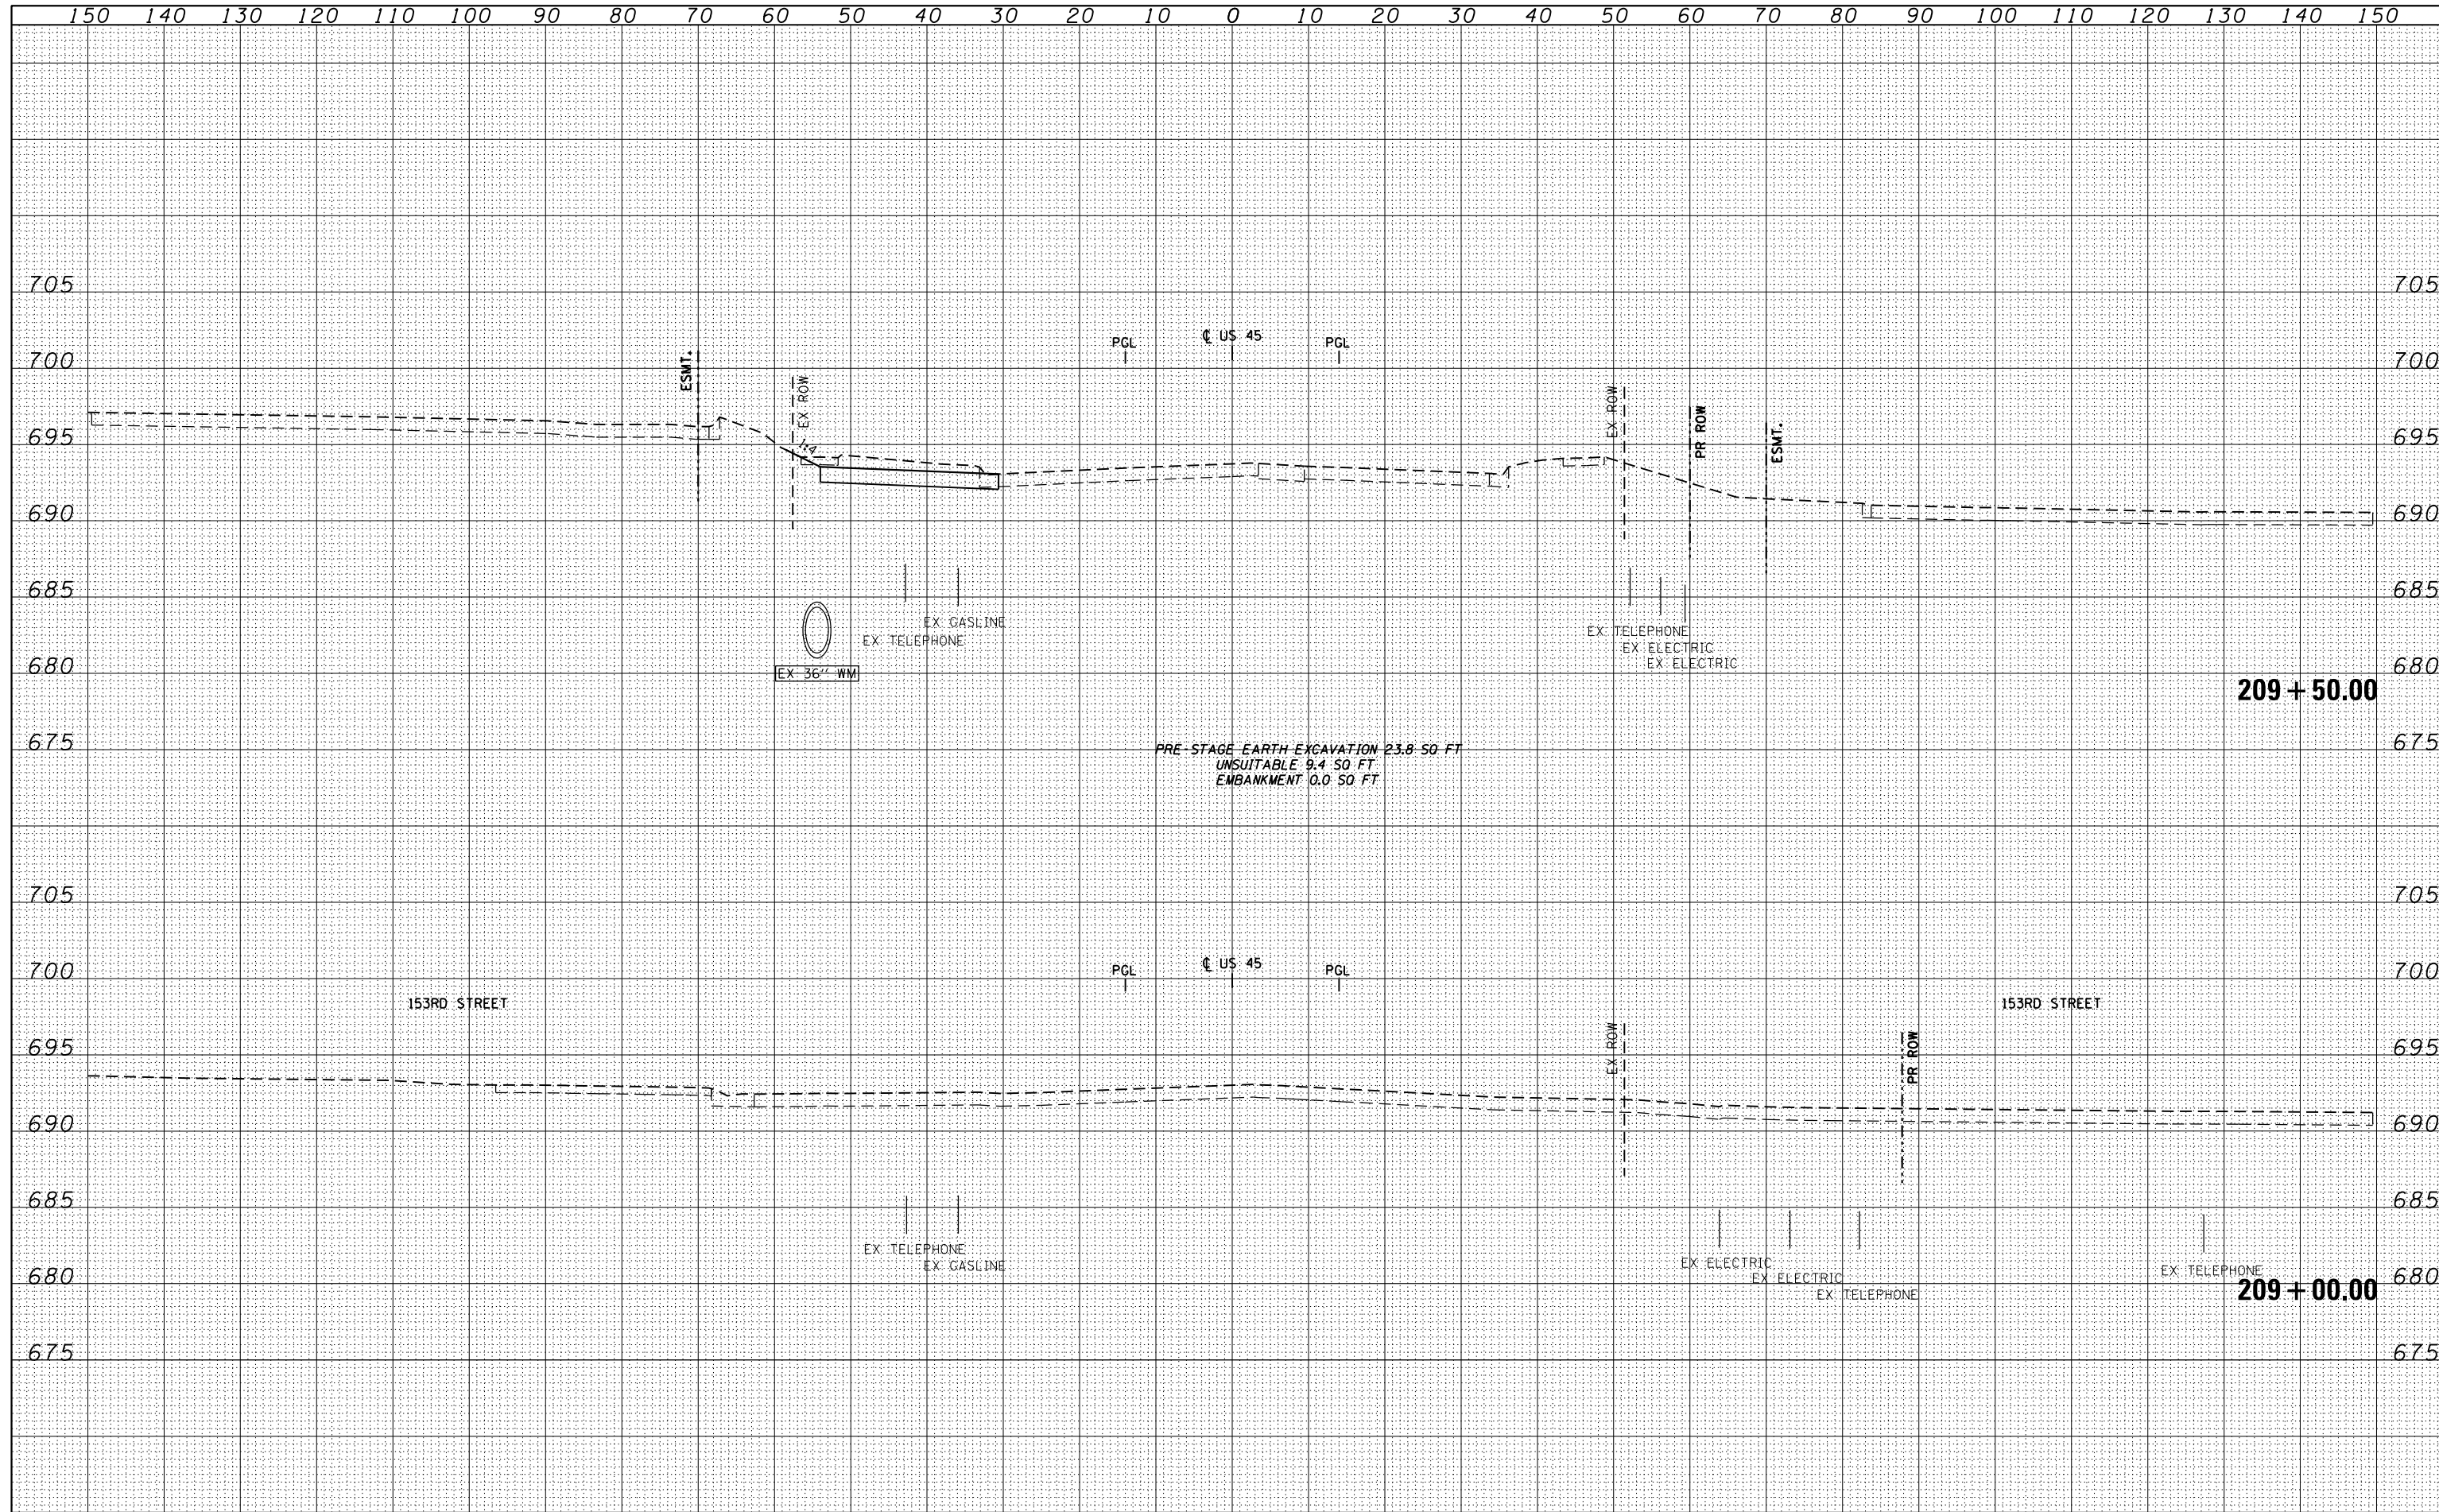 150 140 130 120 110 100 90 80 70 60 50 40 30 20 10 0 10 20 30 40 50 60 70 80 90 100 110 120 130 140 150
705 705
℄ US 45
PGL PGL
700 700
ESMT.
EX ROW
EX ROW
PR ROW
ESMT.
1:4
695 695
690 690
685 685
EX GASLINE
EX TELEPHONE
EX TELEPHONE
EX ELECTRIC
EX ELECTRIC
680 680
EX 36" WM
209+50.00
675 675
PRE-STAGE EARTH EXCAVATION 23.8 SQ FT
UNSUITABLE 9.4 SQ FT
EMBANKMENT 0.0 SQ FT
705 705
℄ US 45
PGL PGL
700 700
153RD STREET 153RD STREET
EX ROW
PR ROW
695 695
690 690
685 685
EX TELEPHONE
EX GASLINE
EX ELECTRIC
EX ELECTRIC
EX TELEPHONE
EX TELEPHONE
680 680
209+00.00
675 675